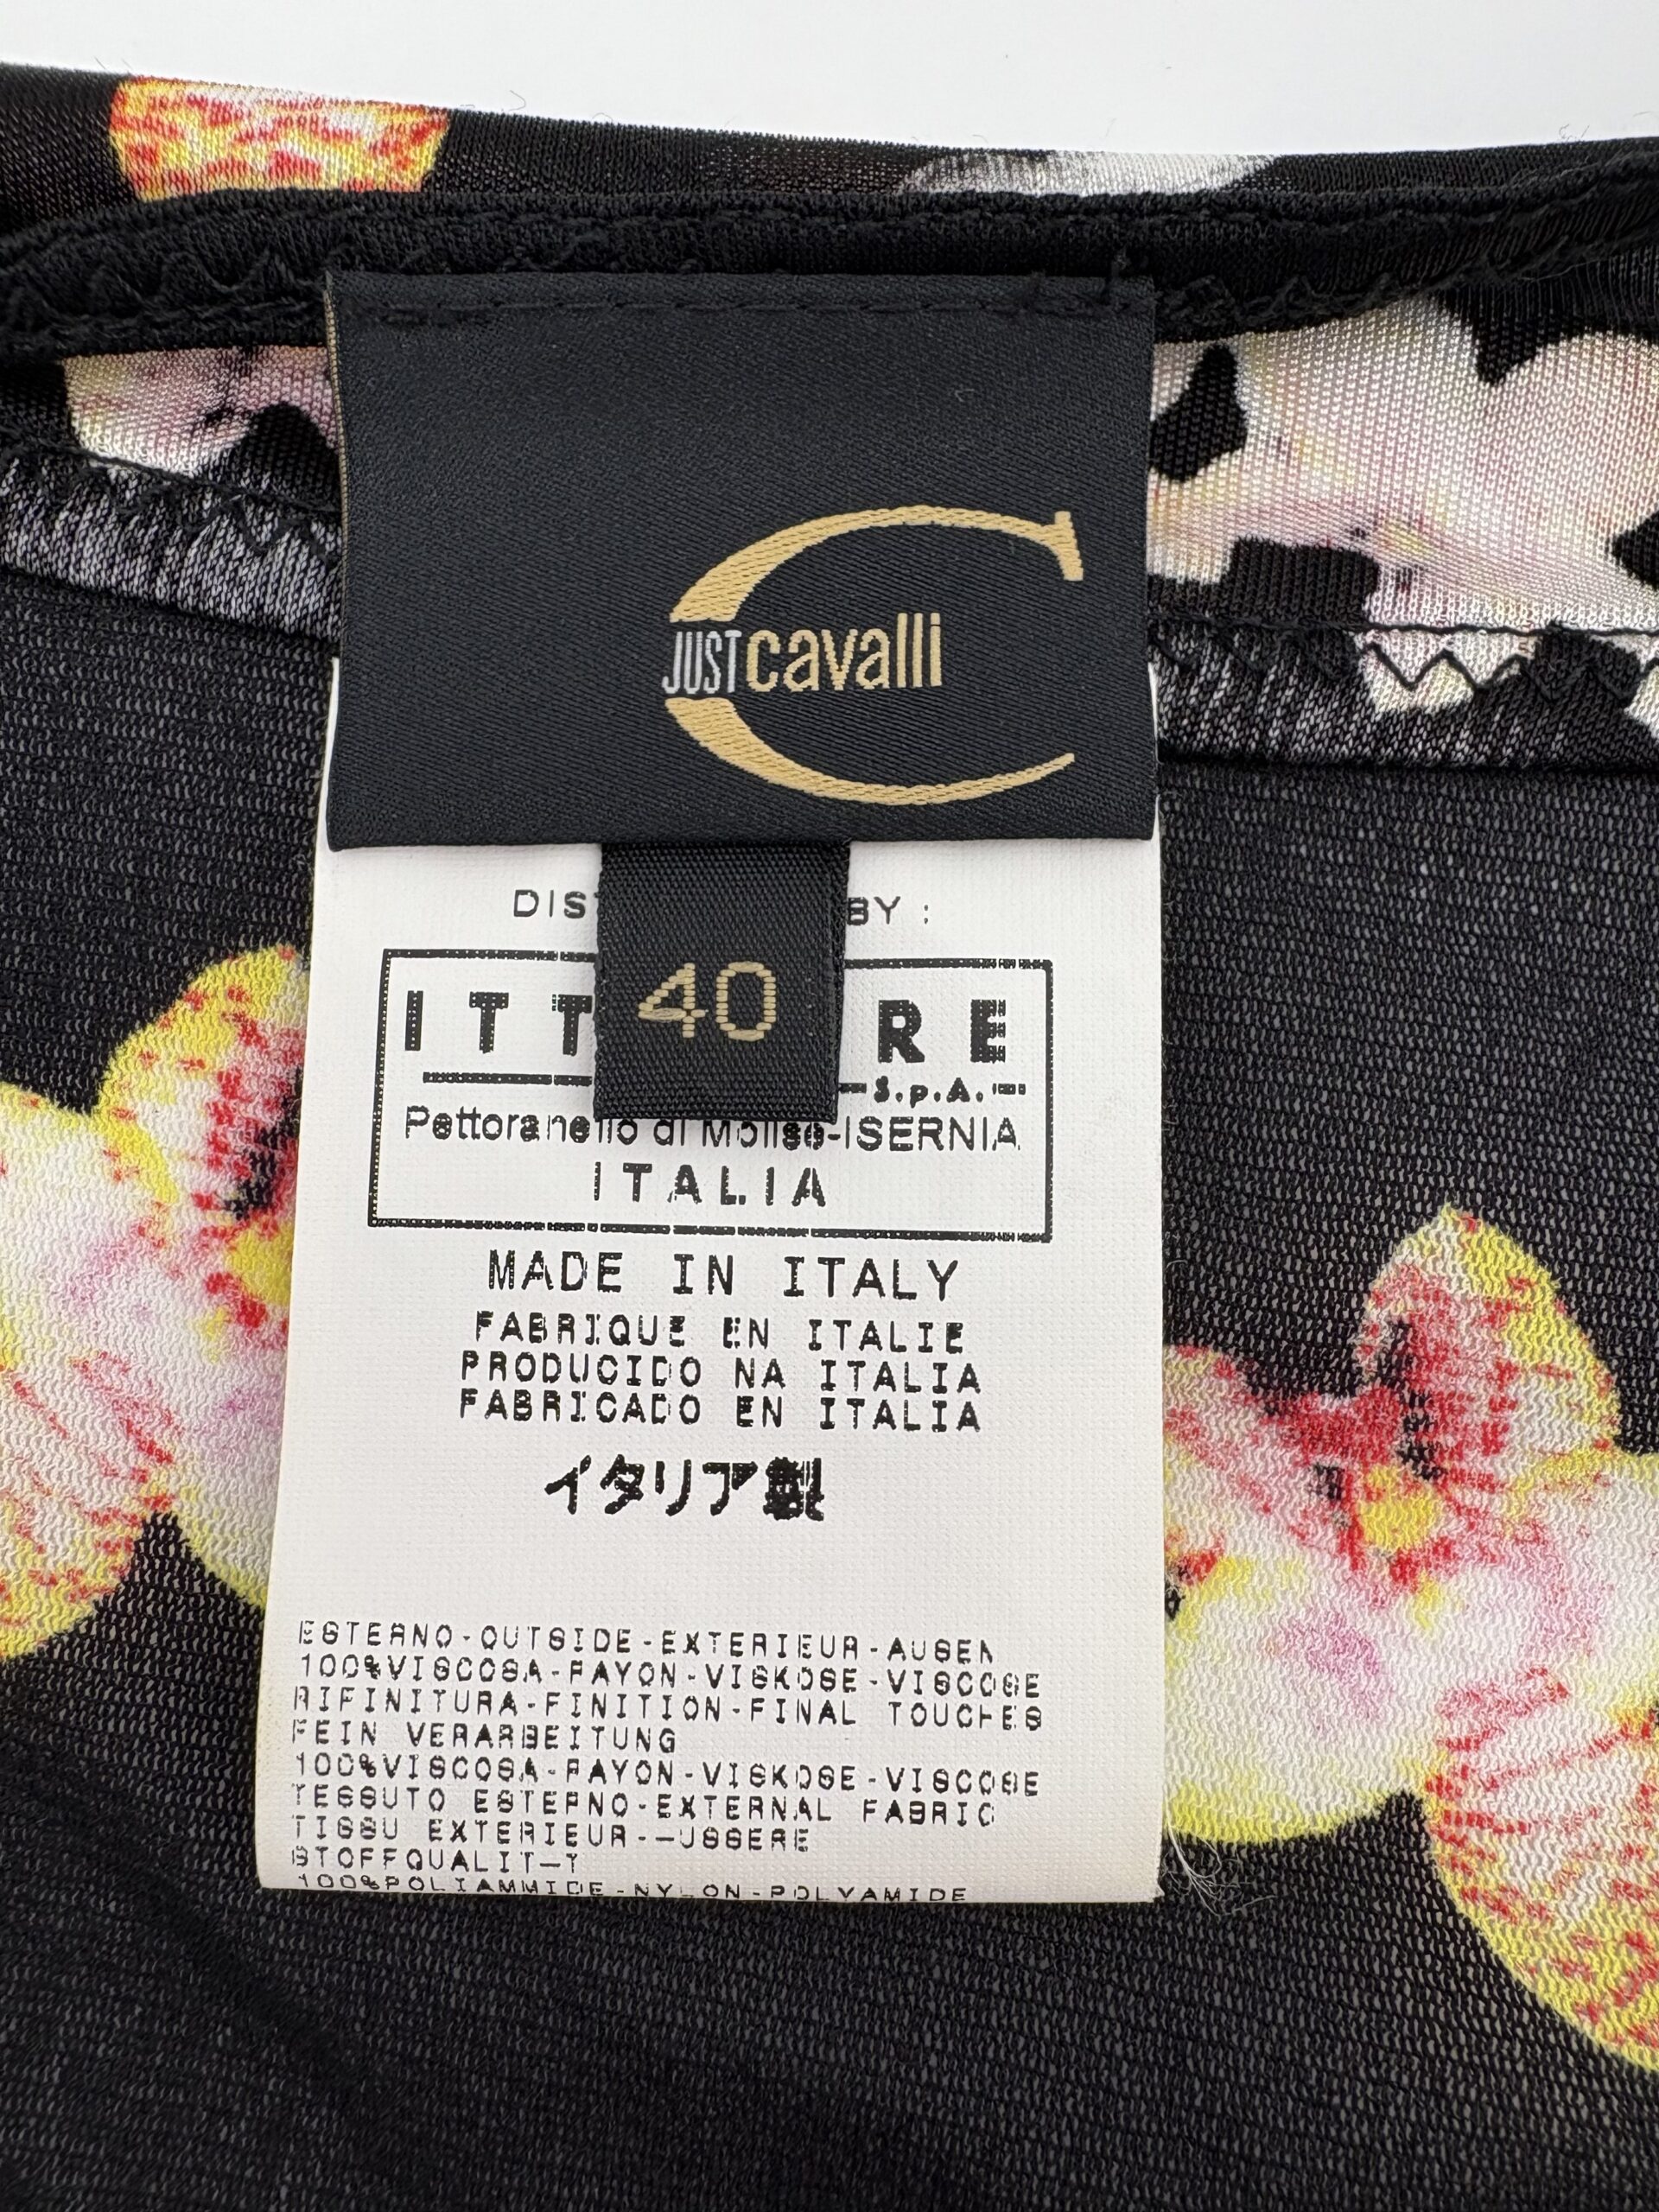 JUST cavalli
40
BY :
RE
S.p.A.
Pettoranello di Molise-ISERNIA
ITALIA
MADE IN ITALY
FABRIQUE EN ITALIE
PRODUCIDO NA ITALIA
FABRICADO EN ITALIA
イタリア製
ESTERNO-OUTSIDE-EXTERIEUR-AUSEN
100%VISCOSA-RAYON-VISKOSE-VISCOSE
RIFINITURA-FINITION-FINAL TOUCHES
FEIN VERARBEITUNG
100%VISCOSA-RAYON-VISKOSE-VISCOSE
TESSUTO ESTERNO-EXTERNAL FABRIC
TISSU EXTERIEUR--USSERE
STOFFQUALIT-T
100%POLIAMMIDE-NYLON-POLYAMIDE